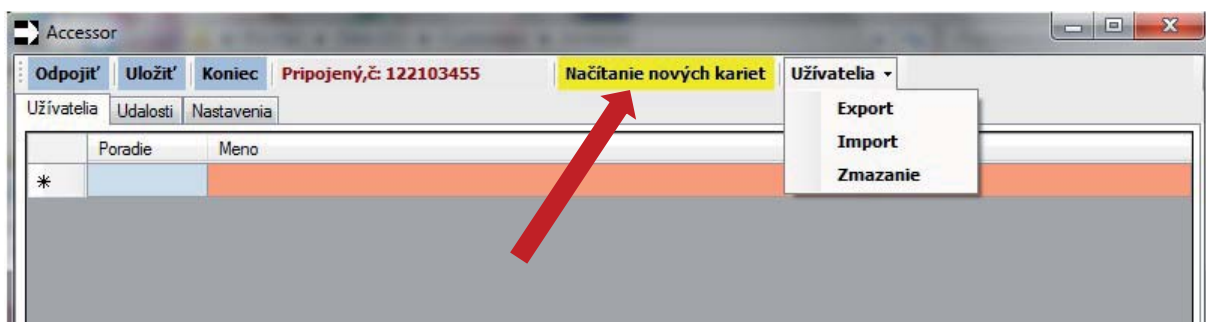 Accessor
Odpojiť Uložiť Koniec Pripojený,č: 122103455 Načítanie nových kariet Užívatelia
Užívatelia Udalosti Nastavenia
Export
Import
Zmazanie
Poradie Meno